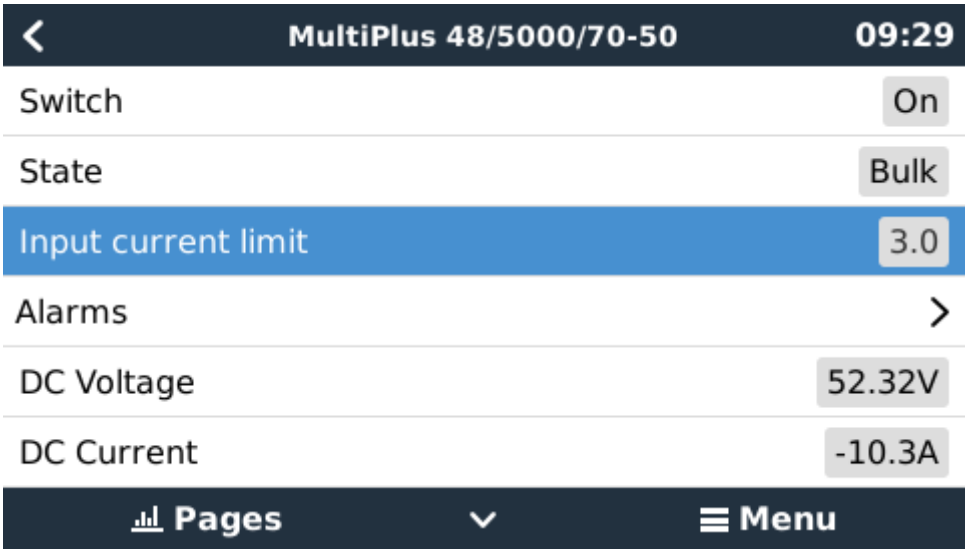 MultiPlus 48/5000/70-50 09:29
Switch On
State Bulk
Input current limit 3.0
Alarms
DC Voltage 52.32V
DC Current -10.3A
Pages Menu